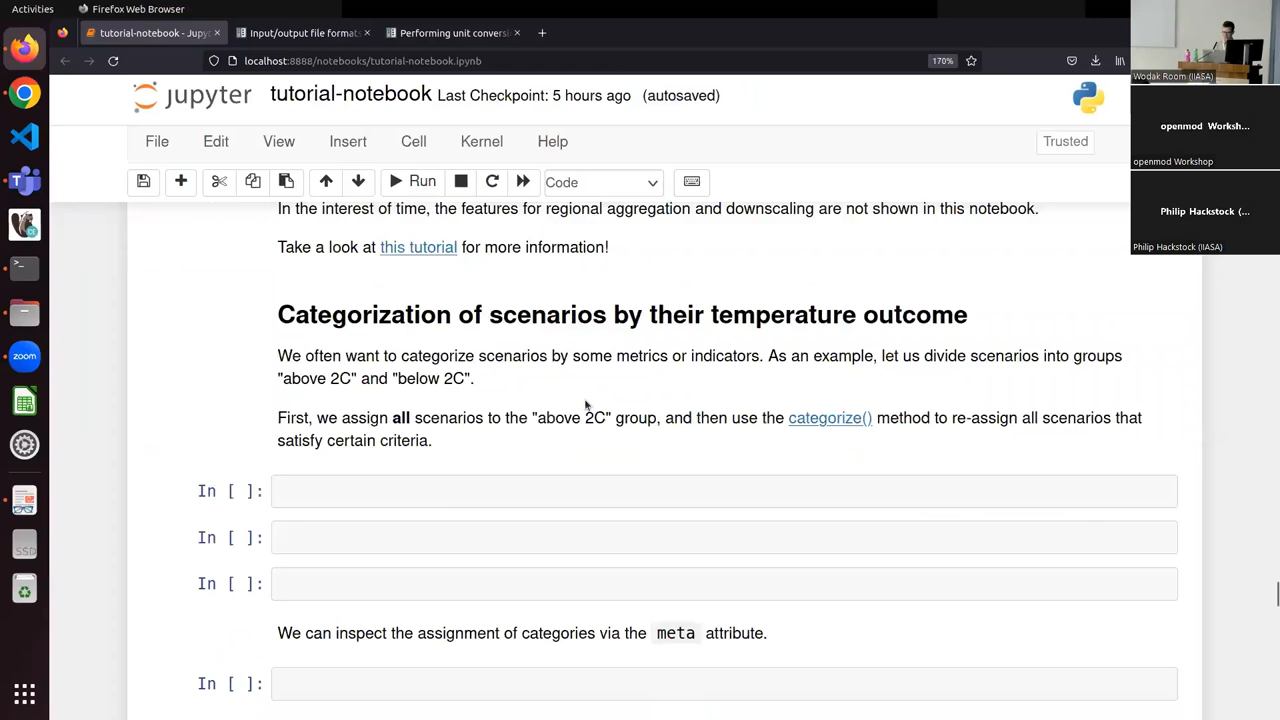 Activities
Firefox Web Browser
tutorial-notebook - Jupy
Input/output file formats
Performing unit conversi
localhost:8888/notebooks/tutorial-notebook.ipynb
170%
jupyter
tutorial-notebook Last Checkpoint: 5 hours ago (autosaved)
File Edit View Insert Cell Kernel Help
Trusted
Run
Code
In the interest of time, the features for regional aggregation and downscaling are not shown in this notebook.
Take a look at this tutorial for more information!
Categorization of scenarios by their temperature outcome
We often want to categorize scenarios by some metrics or indicators. As an example, let us divide scenarios into groups
"above 2C" and "below 2C".
First, we assign all scenarios to the "above 2C" group, and then use the categorize() method to re-assign all scenarios that
satisfy certain criteria.
In [ ]:
In [ ]:
In [ ]:
We can inspect the assignment of categories via the meta attribute.
In [ ]:
zoom
SSD
Wodak Room (IIASA)
openmod Worksh...
openmod Workshop
Philip Hackstock (...
Philip Hackstock (IIASA)